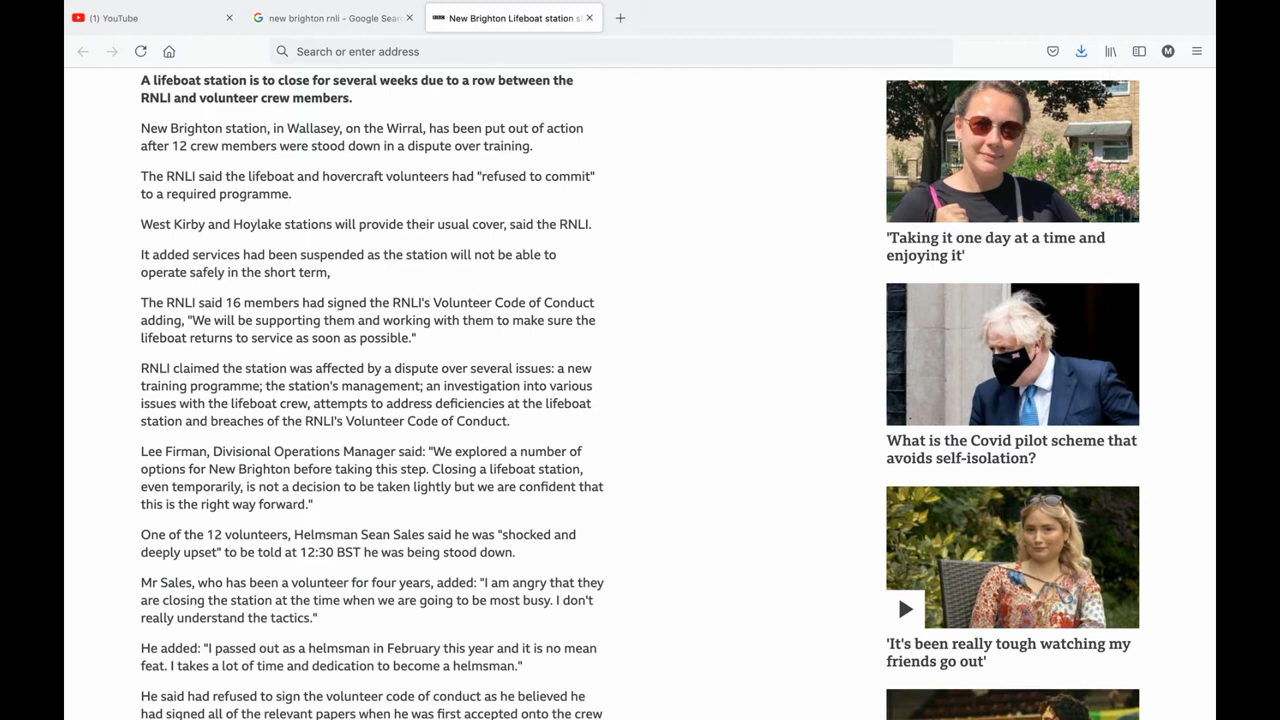 (1) YouTube
new brighton rnli - Google Sear
BBC
New Brighton Lifeboat station s
Search or enter address
M
A lifeboat station is to close for several weeks due to a row between the
RNLI and volunteer crew members.
New Brighton station, in Wallasey, on the Wirral, has been put out of action
after 12 crew members were stood down in a dispute over training.
The RNLI said the lifeboat and hovercraft volunteers had "refused to commit"
to a required programme.
West Kirby and Hoylake stations will provide their usual cover, said the RNLI.
It added services had been suspended as the station will not be able to
operate safely in the short term,
The RNLI said 16 members had signed the RNLI's Volunteer Code of Conduct
adding, "We will be supporting them and working with them to make sure the
lifeboat returns to service as soon as possible."
RNLI claimed the station was affected by a dispute over several issues: a new
training programme; the station's management; an investigation into various
issues with the lifeboat crew, attempts to address deficiencies at the lifeboat
station and breaches of the RNLI's Volunteer Code of Conduct.
Lee Firman, Divisional Operations Manager said: "We explored a number of
options for New Brighton before taking this step. Closing a lifeboat station,
even temporarily, is not a decision to be taken lightly but we are confident that
this is the right way forward."
One of the 12 volunteers, Helmsman Sean Sales said he was "shocked and
deeply upset" to be told at 12:30 BST he was being stood down.
Mr Sales, who has been a volunteer for four years, added: "I am angry that they
are closing the station at the time when we are going to be most busy. I don't
really understand the tactics."
He added: "I passed out as a helmsman in February this year and it is no mean
feat. I takes a lot of time and dedication to become a helmsman."
He said had refused to sign the volunteer code of conduct as he believed he
had signed all of the relevant papers when he was first accepted onto the crew
'Taking it one day at a time and
enjoying it'
What is the Covid pilot scheme that
avoids self-isolation?
'It's been really tough watching my
friends go out'